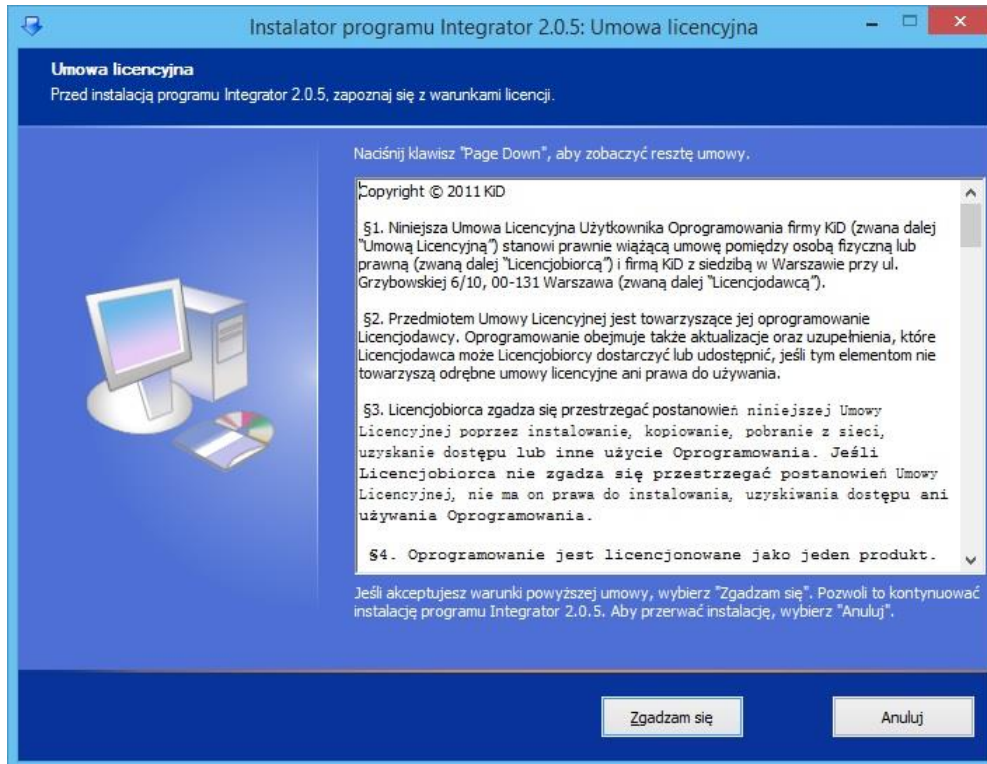 Instalator programu Integrator 2.0.5: Umowa licencyjna
Umowa licencyjna
Przed instalacją programu Integrator 2.0.5, zapoznaj się z warunkami licencji.
Naciśnij klawisz "Page Down", aby zobaczyć resztę umowy.
Copyright © 2011 KiD
§1. Niniejsza Umowa Licencyjna Użytkownika Oprogramowania firmy KiD (zwana dalej
"Umową Licencyjną") stanowi prawnie wiążącą umowę pomiędzy osobą fizyczną lub
prawną (zwaną dalej "Licencjobiorcą") i firmą KiD z siedzibą w Warszawie przy ul.
Grzybowskiej 6/10, 00-131 Warszawa (zwaną dalej "Licencjodawcą").
§2. Przedmiotem Umowy Licencyjnej jest towarzyszące jej oprogramowanie
Licencjodawcy. Oprogramowanie obejmuje także aktualizacje oraz uzupełnienia, które
Licencjodawca może Licencjobiorcy dostarczyć lub udostępnić, jeśli tym elementom nie
towarzyszą odrębne umowy licencyjne ani prawa do używania.
§3. Licencjobiorca zgadza się przestrzegać postanowień niniejszej Umowy
Licencyjnej poprzez instalowanie, kopiowanie, pobranie z sieci,
uzyskanie dostępu lub inne użycie Oprogramowania. Jeśli
Licencjobiorca nie zgadza się przestrzegać postanowień Umowy
Licencyjnej, nie ma on prawa do instalowania, uzyskiwania dostępu ani
używania Oprogramowania.
§4. Oprogramowanie jest licencjonowane jako jeden produkt.
Jeśli akceptujesz warunki powyższej umowy, wybierz "Zgadzam się". Pozwoli to kontynuować
instalację programu Integrator 2.0.5. Aby przerwać instalację, wybierz "Anuluj".
Zgadzam się
Anuluj